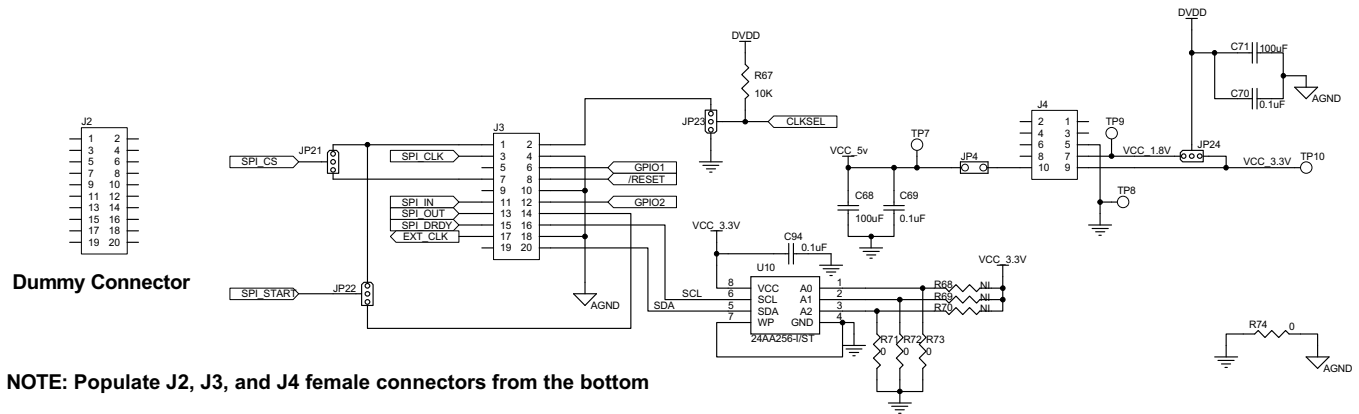 DVDD
C71
100uF
C70
0.1uF
AGND
DVDD
R67
10K
JP23
CLKSEL
J2
1 2
3 4
5 6
7 8
9 10
11 12
13 14
15 16
17 18
19 20
Dummy Connector
SPI_CS
JP21
SPI_START
JP22
J3
1 2
3 4
5 6
7 8
9 10
11 12
13 14
15 16
17 18
19 20
SPI_CLK
GPIO1
/RESET
SPI_IN
GPIO2
SPI_OUT
SPI_DRDY
EXT_CLK
AGND
SCL
SDA
J4
2 1
4 3
6 5
8 7
10 9
TP9
TP7
VCC_5v
JP4
VCC_1.8V
JP24
VCC_3.3V
TP10
TP8
C68
100uF
C69
0.1uF
VCC_3.3V
C94
0.1uF
U10
8 VCC A0 1
6 SCL A1 2
5 SDA A2 3
7 WP GND 4
24AA256-I/ST
VCC_3.3V
R68 NI
R69 NI
R70 NI
R71 0
R72 0
R73 0
R74 0
AGND
NOTE: Populate J2, J3, and J4 female connectors from the bottom